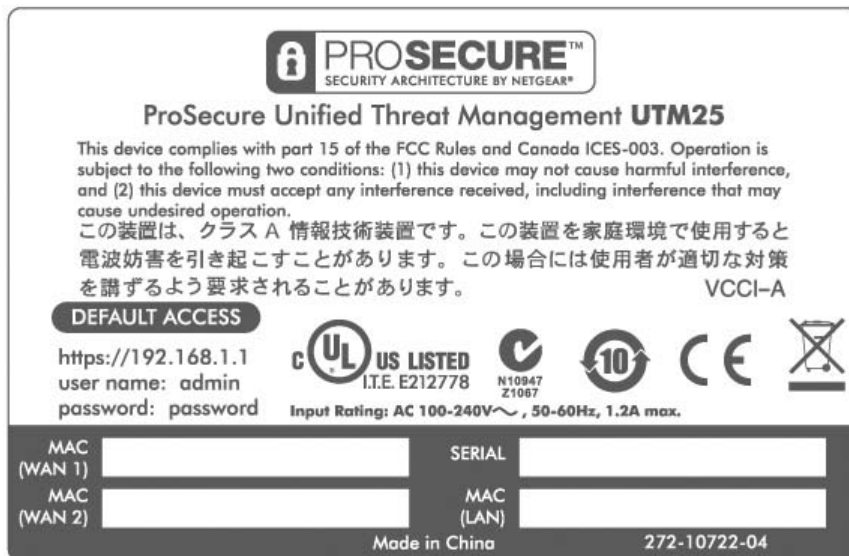 PROSECURE™
SECURITY ARCHITECTURE BY NETGEAR®
ProSecure Unified Threat Management UTM25
This device complies with part 15 of the FCC Rules and Canada ICES-003. Operation is
subject to the following two conditions: (1) this device may not cause harmful interference,
and (2) this device must accept any interference received, including interference that may
cause undesired operation.
この装置は、クラス A 情報技術装置です。この装置を家庭環境で使用すると
電波妨害を引き起こすことがあります。この場合には使用者が適切な対策
を講ずるよう要求されることがあります。 VCCI-A
DEFAULT ACCESS
https://192.168.1.1
user name: admin
password: password
C UL® US LISTED
I.T.E. E212778
N10947
Z1067
10
CE
Input Rating: AC 100-240V～, 50-60Hz, 1.2A max.
MAC
(WAN 1)
SERIAL
MAC
(WAN 2)
MAC
(LAN)
Made in China 272-10722-04